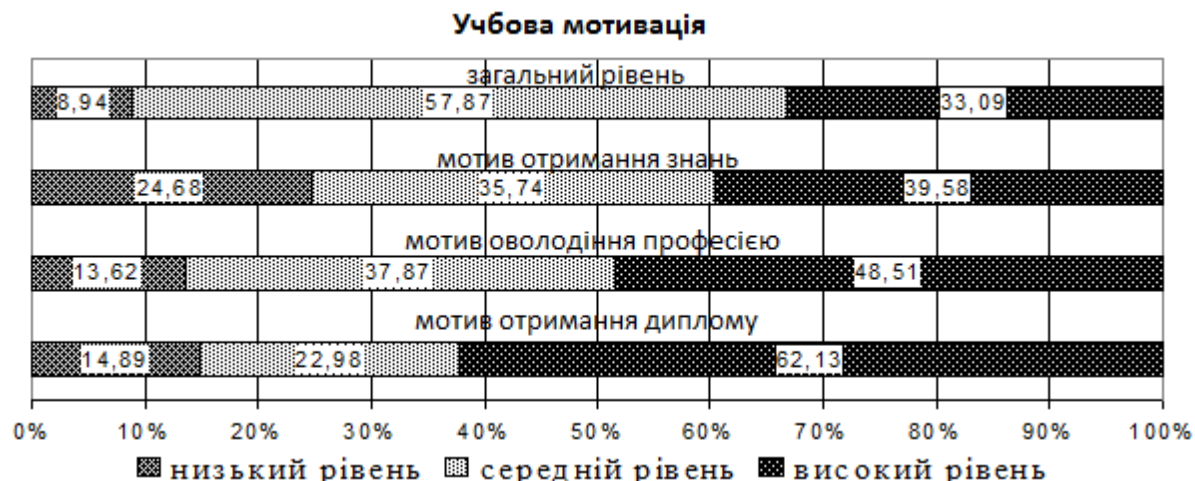 Учбова мотивація
загальний рівень
8,94 57,87 33,09
мотив отримання знань
24,68 35,74 39,58
мотив оволодіння професією
13,62 37,87 48,51
мотив отримання диплому
14,89 22,98 62,13
0% 10% 20% 30% 40% 50% 60% 70% 80% 90% 100%
низький рівень середній рівень високий рівень